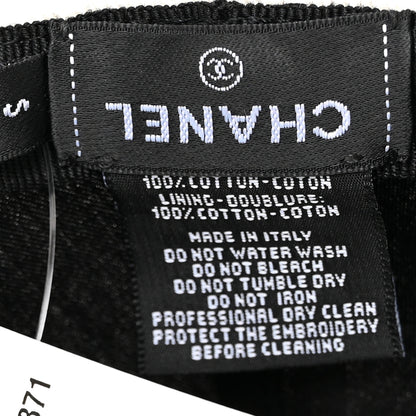 CHANEL
S
100% COTTON-COTON
LINING-DOUBLURE:
100% COTTON-COTON
MADE IN ITALY
DO NOT WATER WASH
DO NOT BLEACH
DO NOT TUMBLE DRY
DO NOT IRON
PROFESSIONAL DRY CLEAN
PROTECT THE EMBROIDERY
BEFORE CLEANING
871